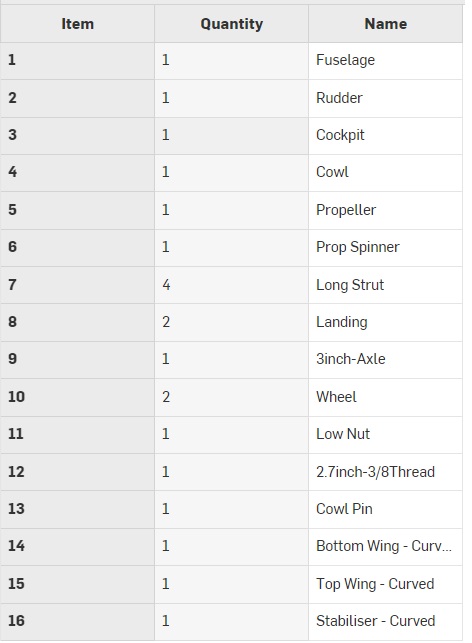 Item Quantity Name
1 1 Fuselage
2 1 Rudder
3 1 Cockpit
4 1 Cowl
5 1 Propeller
6 1 Prop Spinner
7 4 Long Strut
8 2 Landing
9 1 3inch-Axle
10 2 Wheel
11 1 Low Nut
12 1 2.7inch-3/8Thread
13 1 Cowl Pin
14 1 Bottom Wing - Curv...
15 1 Top Wing - Curved
16 1 Stabiliser - Curved